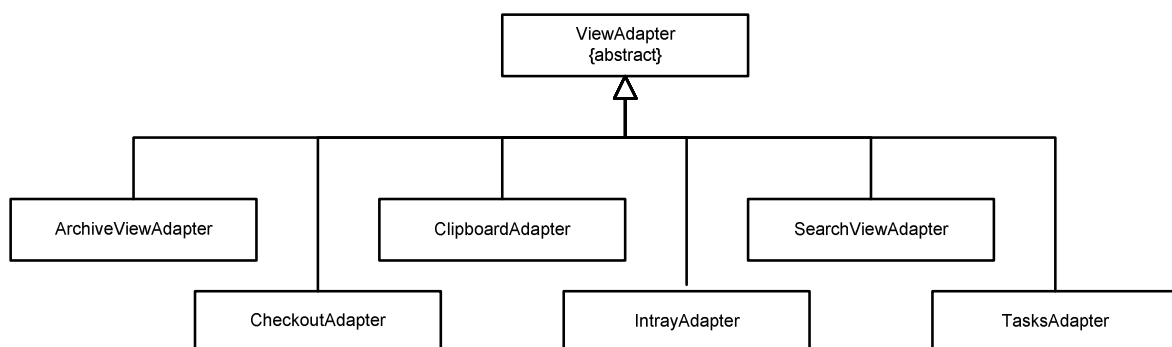 ViewAdapter
{abstract}
ArchiveViewAdapter
ClipboardAdapter
SearchViewAdapter
CheckoutAdapter
IntrayAdapter
TasksAdapter